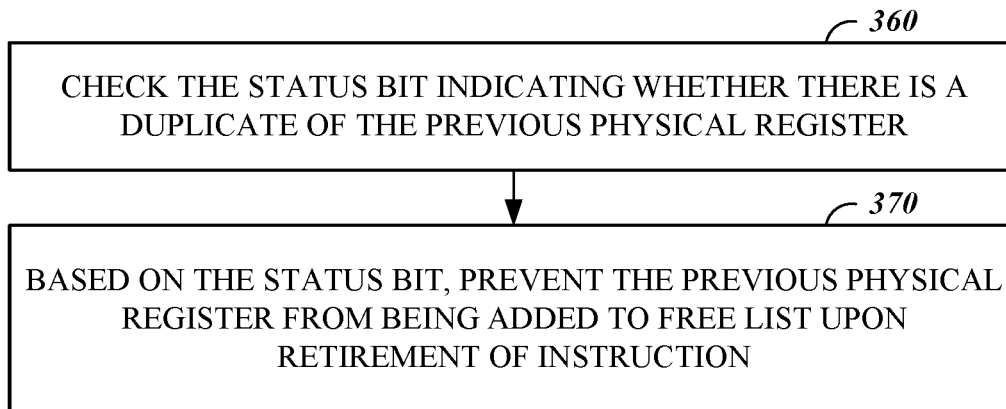 360
CHECK THE STATUS BIT INDICATING WHETHER THERE IS A
DUPLICATE OF THE PREVIOUS PHYSICAL REGISTER
370
BASED ON THE STATUS BIT, PREVENT THE PREVIOUS PHYSICAL
REGISTER FROM BEING ADDED TO FREE LIST UPON
RETIREMENT OF INSTRUCTION